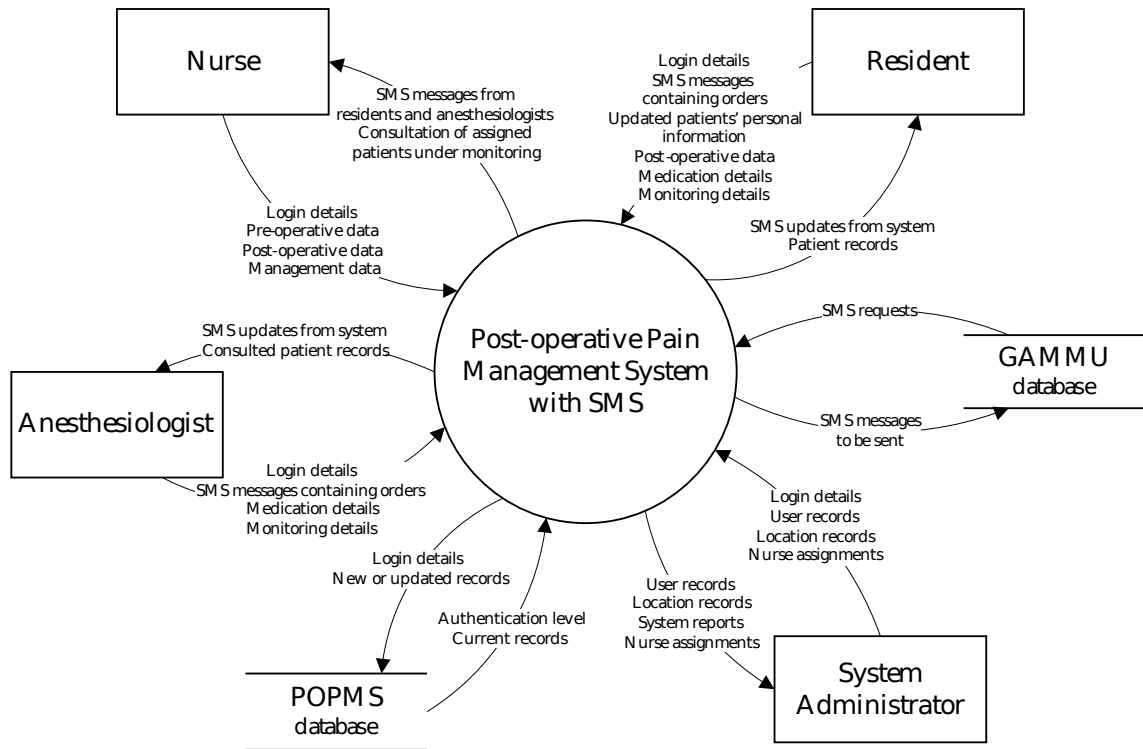 Nurse
Resident
SMS messages from
residents and anesthesiologists
Consultation of assigned
patients under monitoring
Login details
SMS messages
containing orders
Updated patients’ personal
information
Post-operative data
Medication details
Monitoring details
Login details
Pre-operative data
Post-operative data
Management data
SMS updates from system
Patient records
SMS updates from system
Consulted patient records
Post-operative Pain
Management System
with SMS
SMS requests
GAMMU
database
SMS messages
to be sent
Anesthesiologist
Login details
SMS messages containing orders
Medication details
Monitoring details
Login details
User records
Location records
Nurse assignments
Login details
New or updated records
Authentication level
Current records
User records
Location records
System reports
Nurse assignments
POPMS
database
System
Administrator